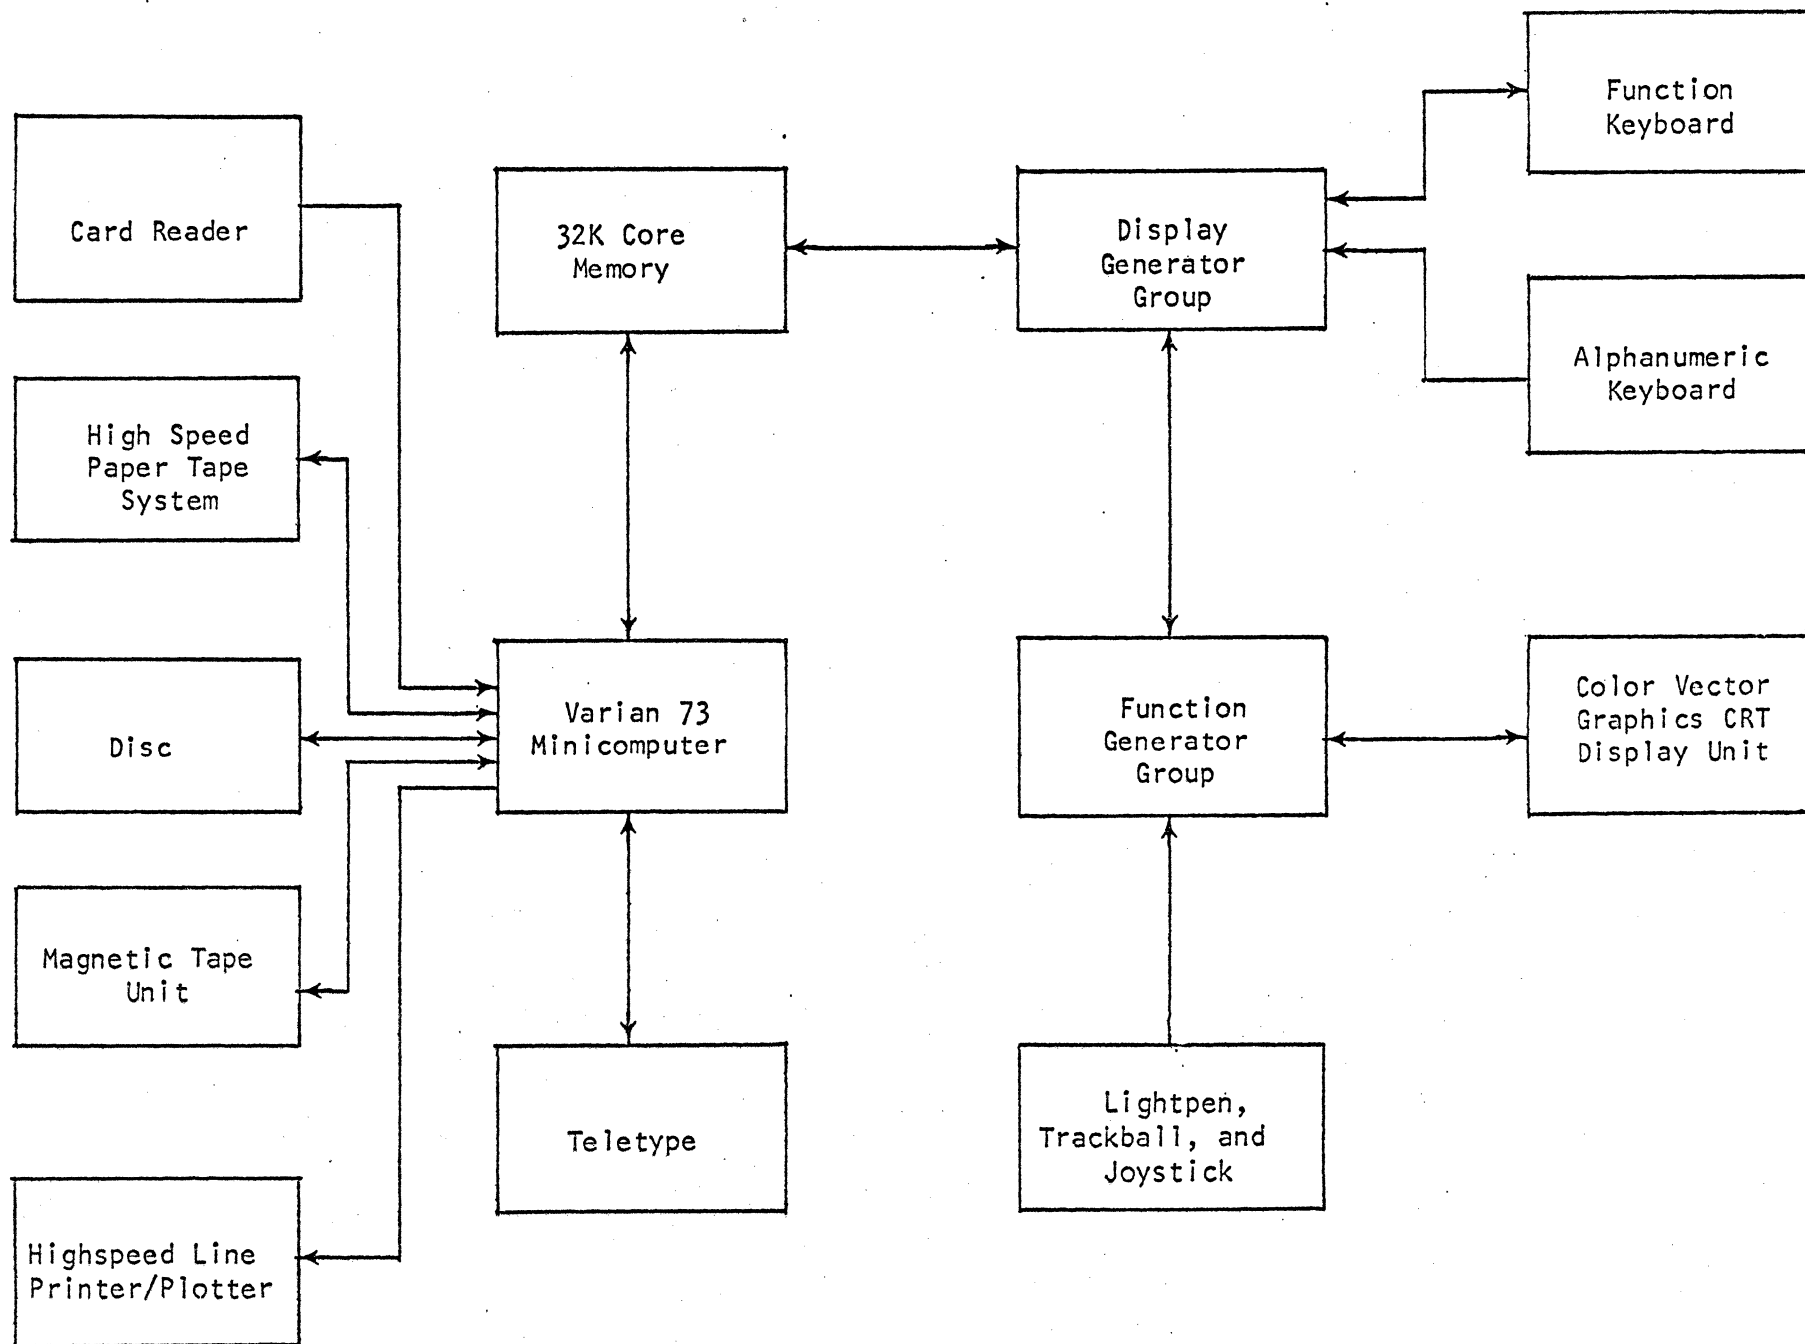 Function
Keyboard
Card Reader
32K Core
Memory
Display
Generator
Group
Alphanumeric
Keyboard
High Speed
Paper Tape
System
Disc
Varian 73
Minicomputer
Function
Generator
Group
Color Vector
Graphics CRT
Display Unit
Magnetic Tape
Unit
Teletype
Lightpen,
Trackball, and
Joystick
Highspeed Line
Printer/Plotter